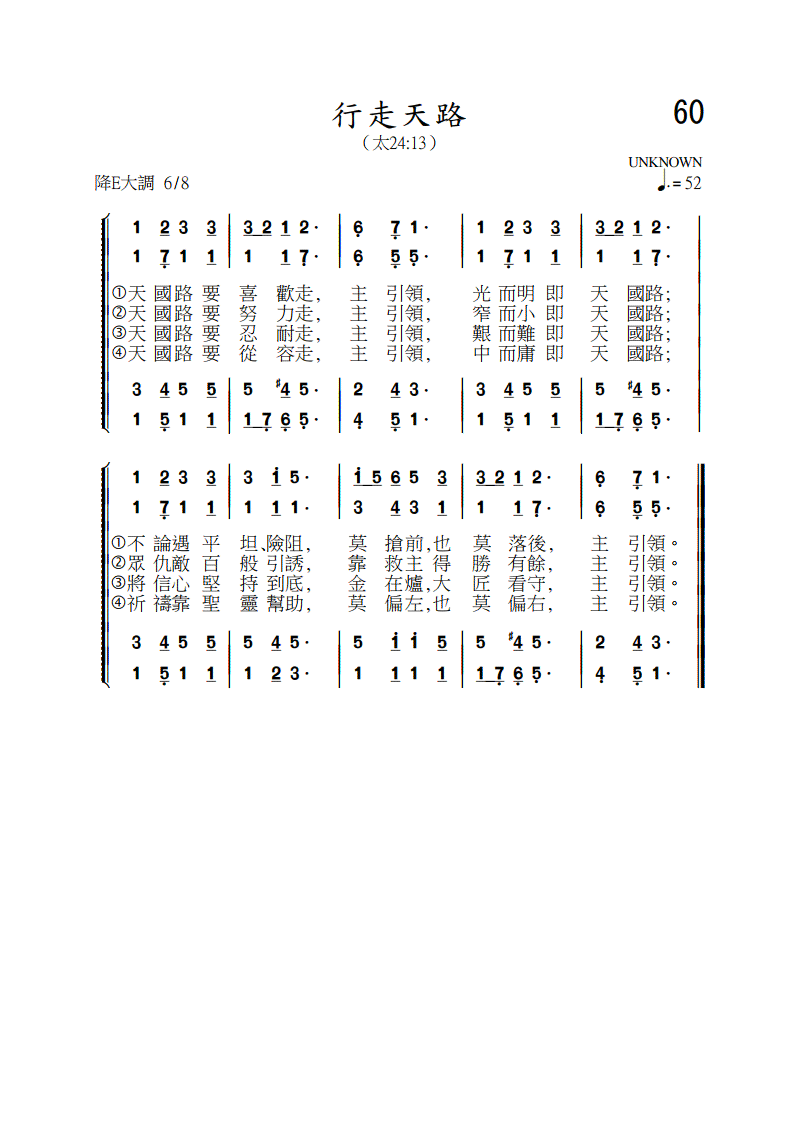 行走天路
60
（太24:13）
UNKNOWN
降E大調 6/8
♩. = 52
1 2 3 3 | 3 2 1 2· | 6̣ 7̣ 1· | 1 2 3 3 | 3 2 1 2· |
1 7̣ 1 1 | 1 1 7̣· | 6̣ 5̣ 5̣· | 1 7̣ 1 1 | 1 1 7̣· |
①天國路要喜歡走, 主引領, 光而明即天國路;
②天國路要努力走, 主引領, 窄而小即天國路;
③天國路要忍耐走, 主引領, 艱而難即天國路;
④天國路要從容走, 主引領, 中而庸即天國路;
3 4 5 5 | 5 #4 5· | 2 4 3· | 3 4 5 5 | 5 #4 5· |
1 5̣ 1 1 | 1 7̣ 6̣ 5̣· | 4̣ 5̣ 1· | 1 5̣ 1 1 | 1 7̣ 6̣ 5̣· |
1 2 3 3 | 3 1̇ 5· | 1̇ 5 6 5 3 | 3 2 1 2· | 6̣ 7̣ 1·
1 7̣ 1 1 | 1 1 1· | 3 4 3 1 | 1 1 7̣· | 6̣ 5̣ 5̣·
①不論遇平坦、險阻, 莫搶前,也莫落後, 主引領。
②眾仇敵百般引誘, 靠救主得勝有餘, 主引領。
③將信心堅持到底, 金在爐,大匠看守, 主引領。
④祈禱靠聖靈幫助, 莫偏左,也莫偏右, 主引領。
3 4 5 5 | 5 4 5· | 5 1̇ 1̇ 5 | 5 #4 5· | 2 4 3·
1 5̣ 1 1 | 1 2 3· | 1 1 1 1 | 1 7̣ 6̣ 5̣· | 4̣ 5̣ 1·